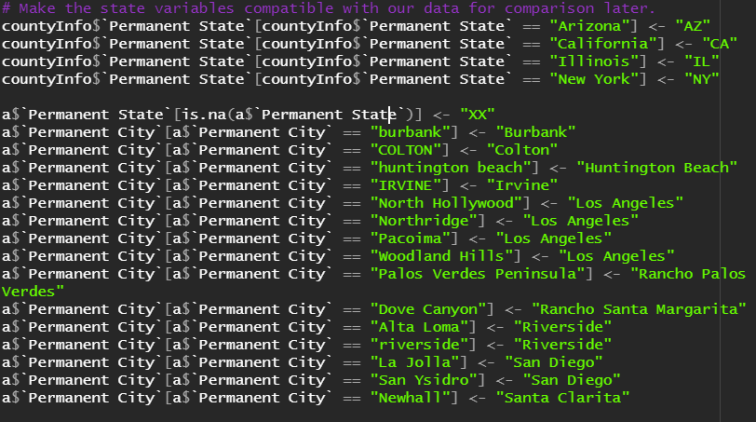 # Make the state variables compatible with our data for comparison later.
countyInfo$`Permanent State`[countyInfo$`Permanent State` == "Arizona"] <- "AZ"
countyInfo$`Permanent State`[countyInfo$`Permanent State` == "California"] <- "CA"
countyInfo$`Permanent State`[countyInfo$`Permanent State` == "Illinois"] <- "IL"
countyInfo$`Permanent State`[countyInfo$`Permanent State` == "New York"] <- "NY"
a$`Permanent State`[is.na(a$`Permanent State`)] <- "XX"
a$`Permanent City`[a$`Permanent City` == "burbank"] <- "Burbank"
a$`Permanent City`[a$`Permanent City` == "COLTON"] <- "Colton"
a$`Permanent City`[a$`Permanent City` == "huntington beach"] <- "Huntington Beach"
a$`Permanent City`[a$`Permanent City` == "IRVINE"] <- "Irvine"
a$`Permanent City`[a$`Permanent City` == "North Hollywood"] <- "Los Angeles"
a$`Permanent City`[a$`Permanent City` == "Northridge"] <- "Los Angeles"
a$`Permanent City`[a$`Permanent City` == "Pacoima"] <- "Los Angeles"
a$`Permanent City`[a$`Permanent City` == "Woodland Hills"] <- "Los Angeles"
a$`Permanent City`[a$`Permanent City` == "Palos Verdes Peninsula"] <- "Rancho Palos
Verdes"
a$`Permanent City`[a$`Permanent City` == "Dove Canyon"] <- "Rancho Santa Margarita"
a$`Permanent City`[a$`Permanent City` == "Alta Loma"] <- "Riverside"
a$`Permanent City`[a$`Permanent City` == "riverside"] <- "Riverside"
a$`Permanent City`[a$`Permanent City` == "La Jolla"] <- "San Diego"
a$`Permanent City`[a$`Permanent City` == "San Ysidro"] <- "San Diego"
a$`Permanent City`[a$`Permanent City` == "Newhall"] <- "Santa Clarita"